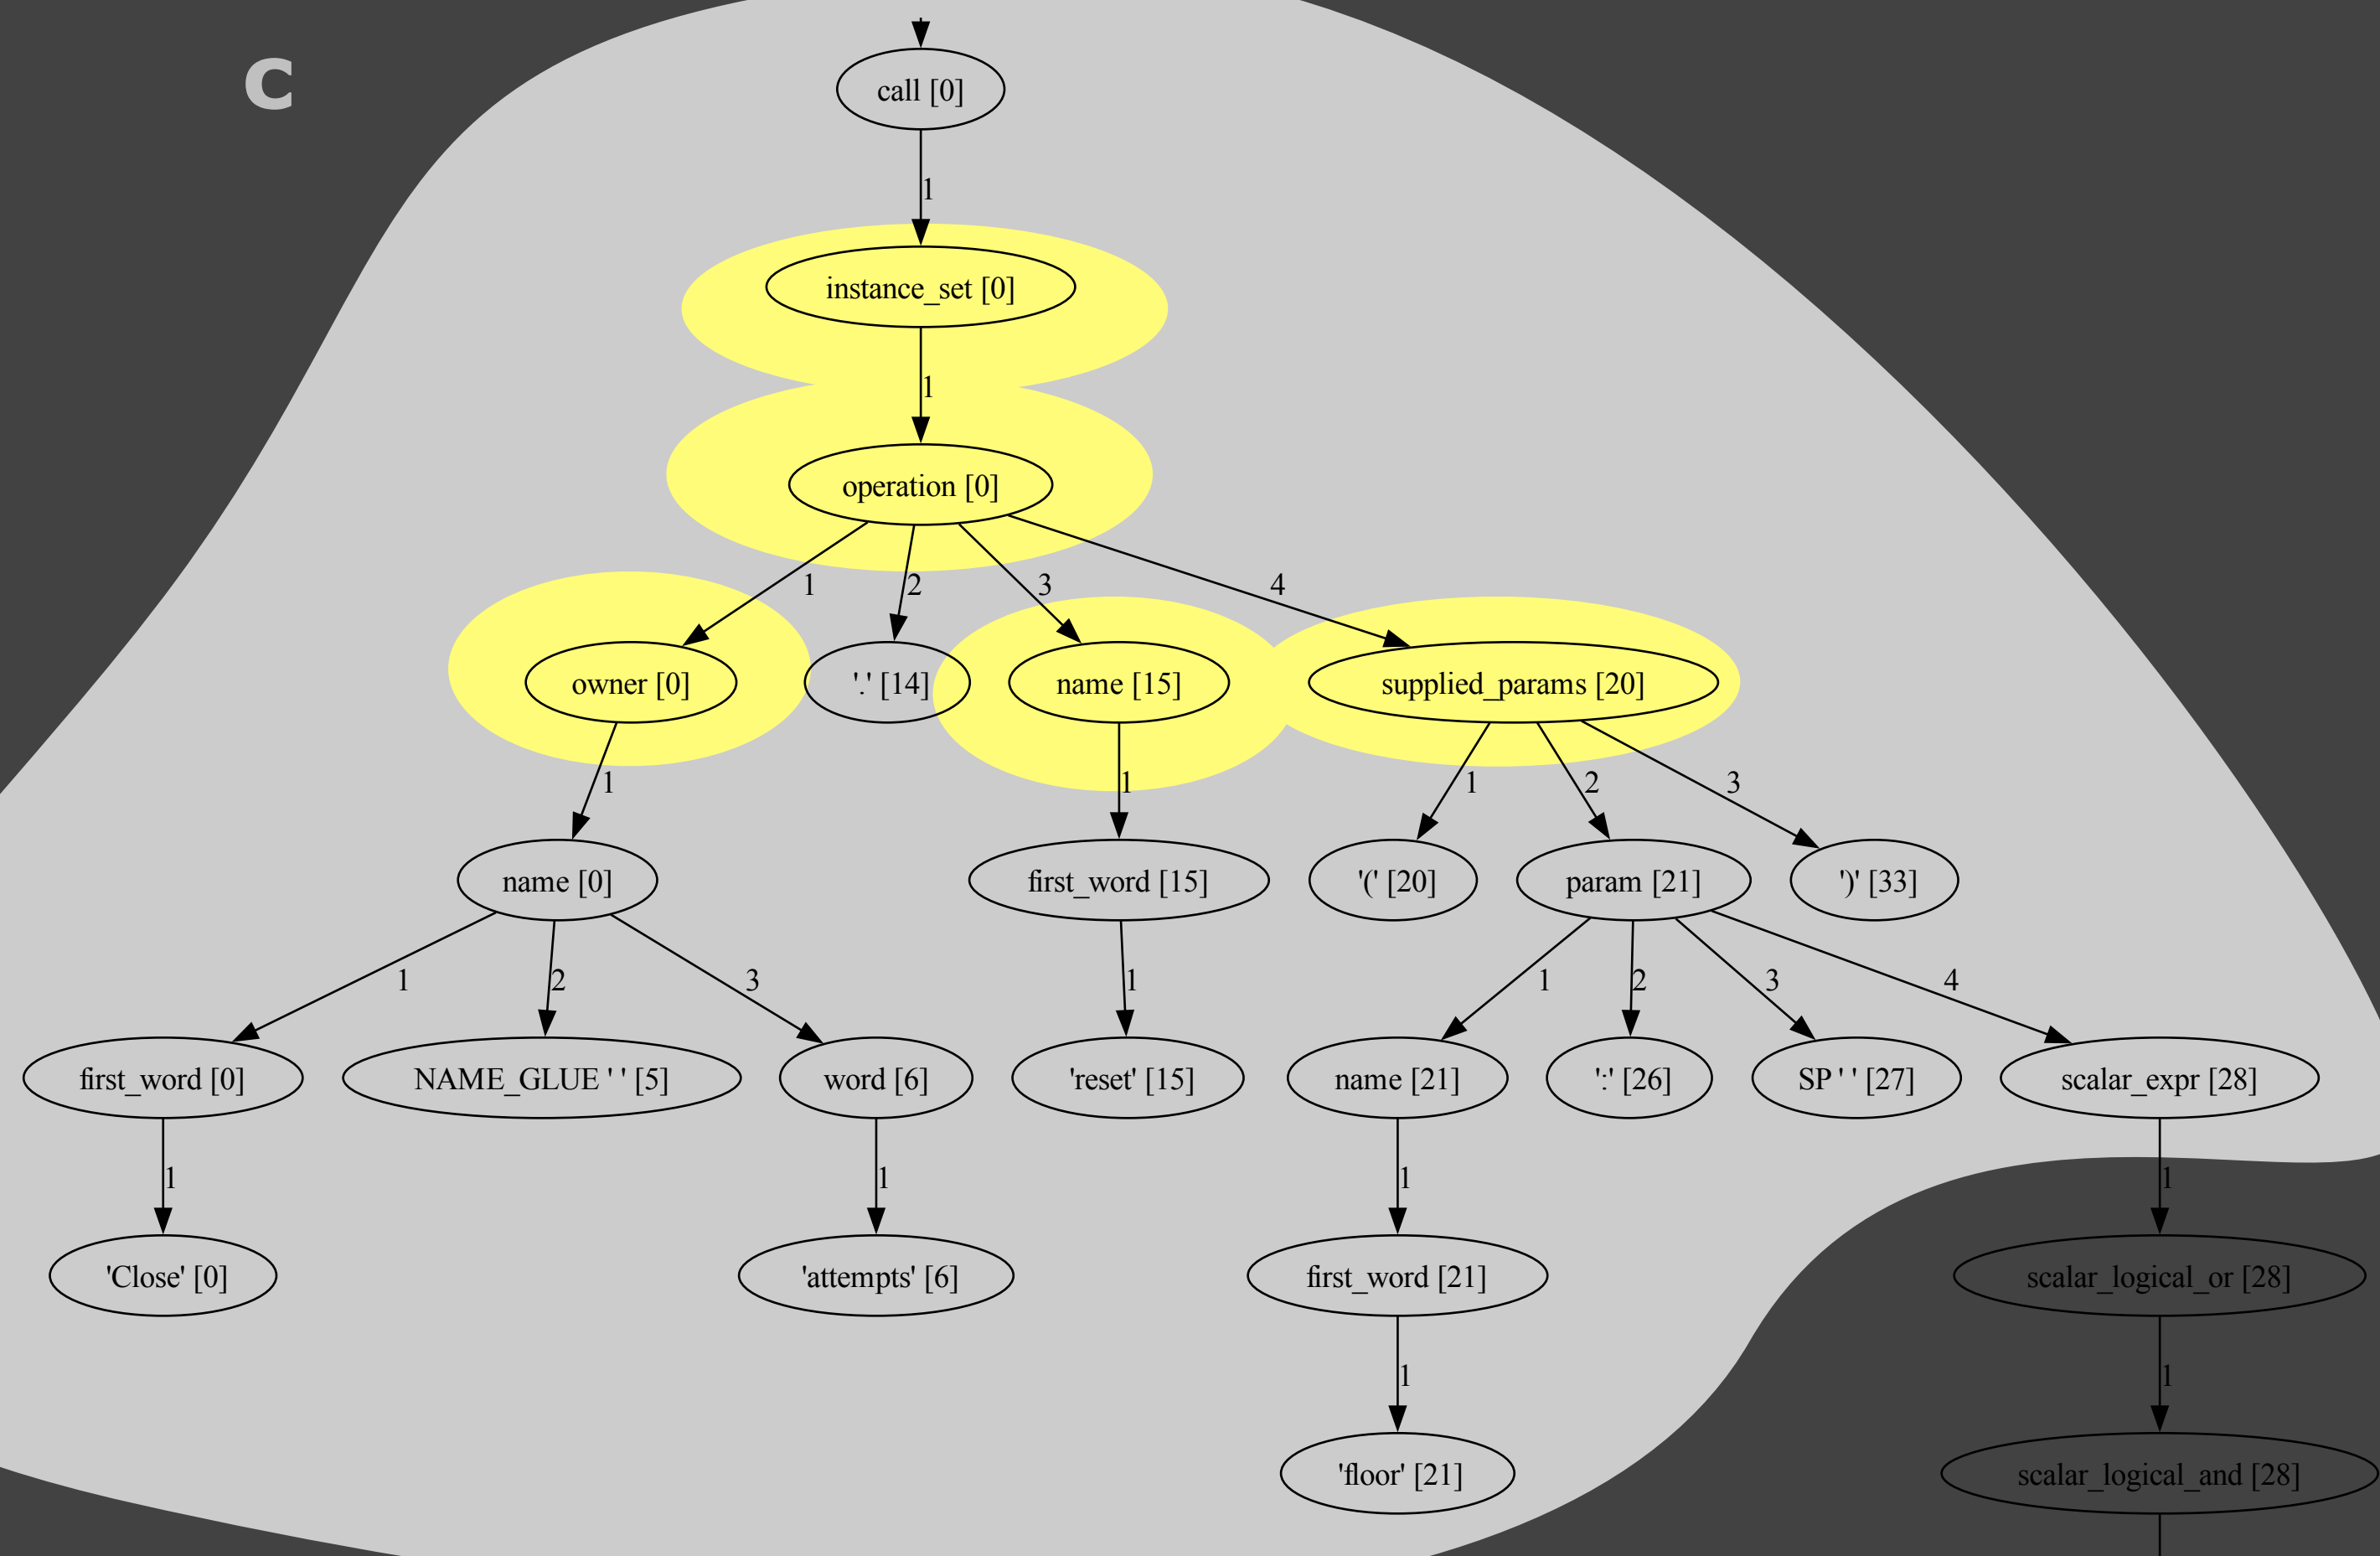 C
call [0]
1
instance_set [0]
1
operation [0]
1 2 3 4
owner [0] '.' [14] name [15] supplied_params [20]
1 1 1 2 3
name [0] first_word [15] '(' [20] param [21] ')' [33]
1 2 3 1 1 2 3 4
first_word [0] NAME_GLUE ' ' [5] word [6] 'reset' [15] name [21] ':' [26] SP ' ' [27] scalar_expr [28]
1 1 1 1
'Close' [0] 'attempts' [6] first_word [21] scalar_logical_or [28]
1 1
'floor' [21] scalar_logical_and [28]